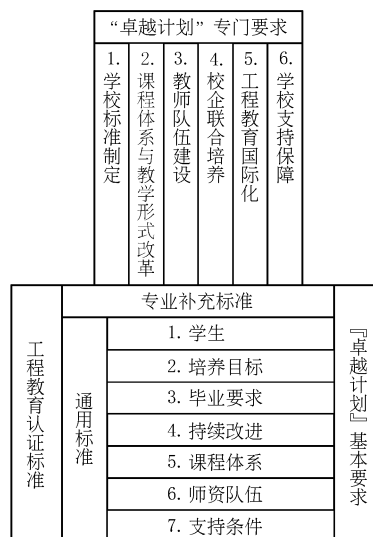 “卓越计划”专门要求
1.学校标准制定
2.课程体系与教学形式改革
3.教师队伍建设
4.校企联合培养
5.工程教育国际化
6.学校支持保障
工程教育认证标准
专业补充标准
通用标准
1.学生
2.培养目标
3.毕业要求
4.持续改进
5.课程体系
6.师资队伍
7.支持条件
『卓越计划』基本要求